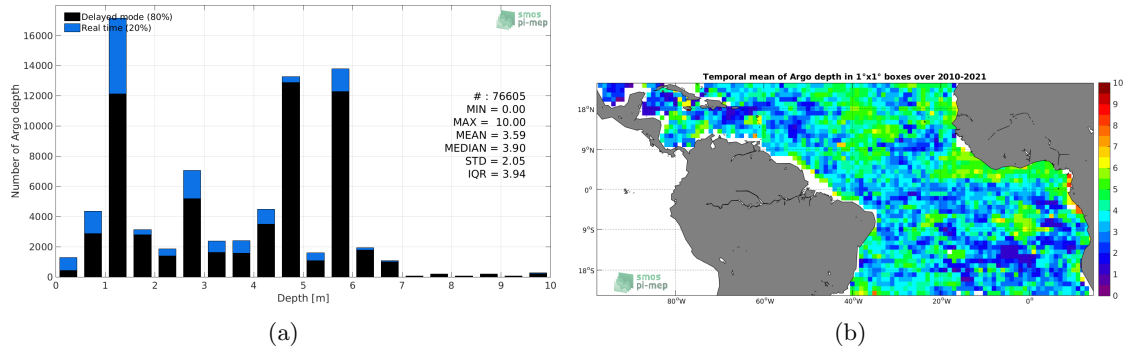 Delayed mode (80%)
Real time (20%)
smos
pi-mep
16000
14000
12000
10000
8000
6000
4000
2000
0
Number of Argo depth
# : 76605
MIN = 0.00
MAX = 10.00
MEAN = 3.59
MEDIAN = 3.90
STD = 2.05
IQR = 3.94
0 1 2 3 4 5 6 7 8 9 10
Depth [m]
(a)
Temporal mean of Argo depth in 1°x1° boxes over 2010-2021
18°N
9°N
0°
9°S
18°S
80°W 60°W 40°W 20°W 0°
smos
pi-mep
10
9
8
7
6
5
4
3
2
1
0
(b)